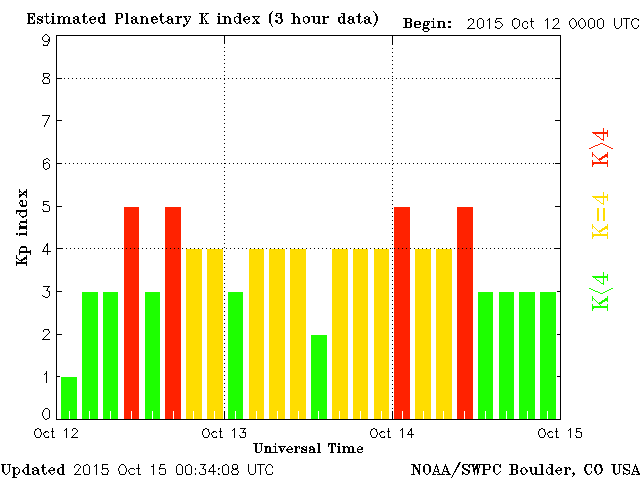 Estimated Planetary K index (3 hour data)
Begin: 2015 Oct 12 0000 UTC
9
8
7
6
5
4
3
2
1
0
Kp index
K>4
K=4
K<4
Oct 12
Oct 13
Oct 14
Oct 15
Universal Time
Updated 2015 Oct 15 00:34:08 UTC
NOAA/SWPC Boulder, CO USA